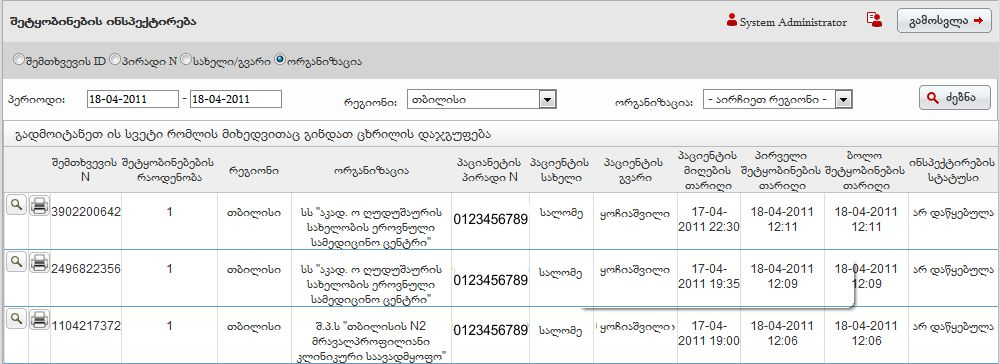 შეტყობინების ინსპექტირება
System Administrator
გამოსვლა
შემთხვევის ID პირადი N სახელი/გვარი ორგანიზაცია
პერიოდი: 18-04-2011 - 18-04-2011 რეგიონი: თბილისი ორგანიზაცია: - აირჩიეთ რეგიონი - ძებნა
გადმოიტანეთ ის სვეტი რომლის მიხედვითაც გინდათ ცხრილის დაჯგუფება
შემთხვევის N შეტყობინებების რაოდენობა რეგიონი ორგანიზაცია პაციანეტის პირადი N პაციენტის სახელი პაციენტის გვარი პაციენტის მიღების თარიღი პირველი შეტყობინების თარიღი ბოლო შეტყობინების თარიღი ინსპექტირების სტატუსი
3902200642 1 თბილისი სს "აკად. ო ღუდუშაურის 0123456789 სალომე ყოჩიაშვილი 17-04- 18-04-2011 18-04-2011 არ დაწყებულა
სახელობის ეროვნული 2011 22:30 12:11 12:11
სამედიცინო ცენტრი"
2496822356 1 თბილისი სს "აკად. ო ღუდუშაურის 0123456789 სალომე ყოჩიაშვილი 17-04- 18-04-2011 18-04-2011 არ დაწყებულა
სახელობის ეროვნული 2011 19:35 12:09 12:09
სამედიცინო ცენტრი"
1104217372 1 თბილისი შ.პ.ს "თბილისის N2 0123456789 სალომე ყოჩიაშვილი 17-04- 18-04-2011 18-04-2011 არ დაწყებულა
მრავალპროფილიანი 2011 19:00 12:06 12:06
კლინიკური საავადმყოფო"